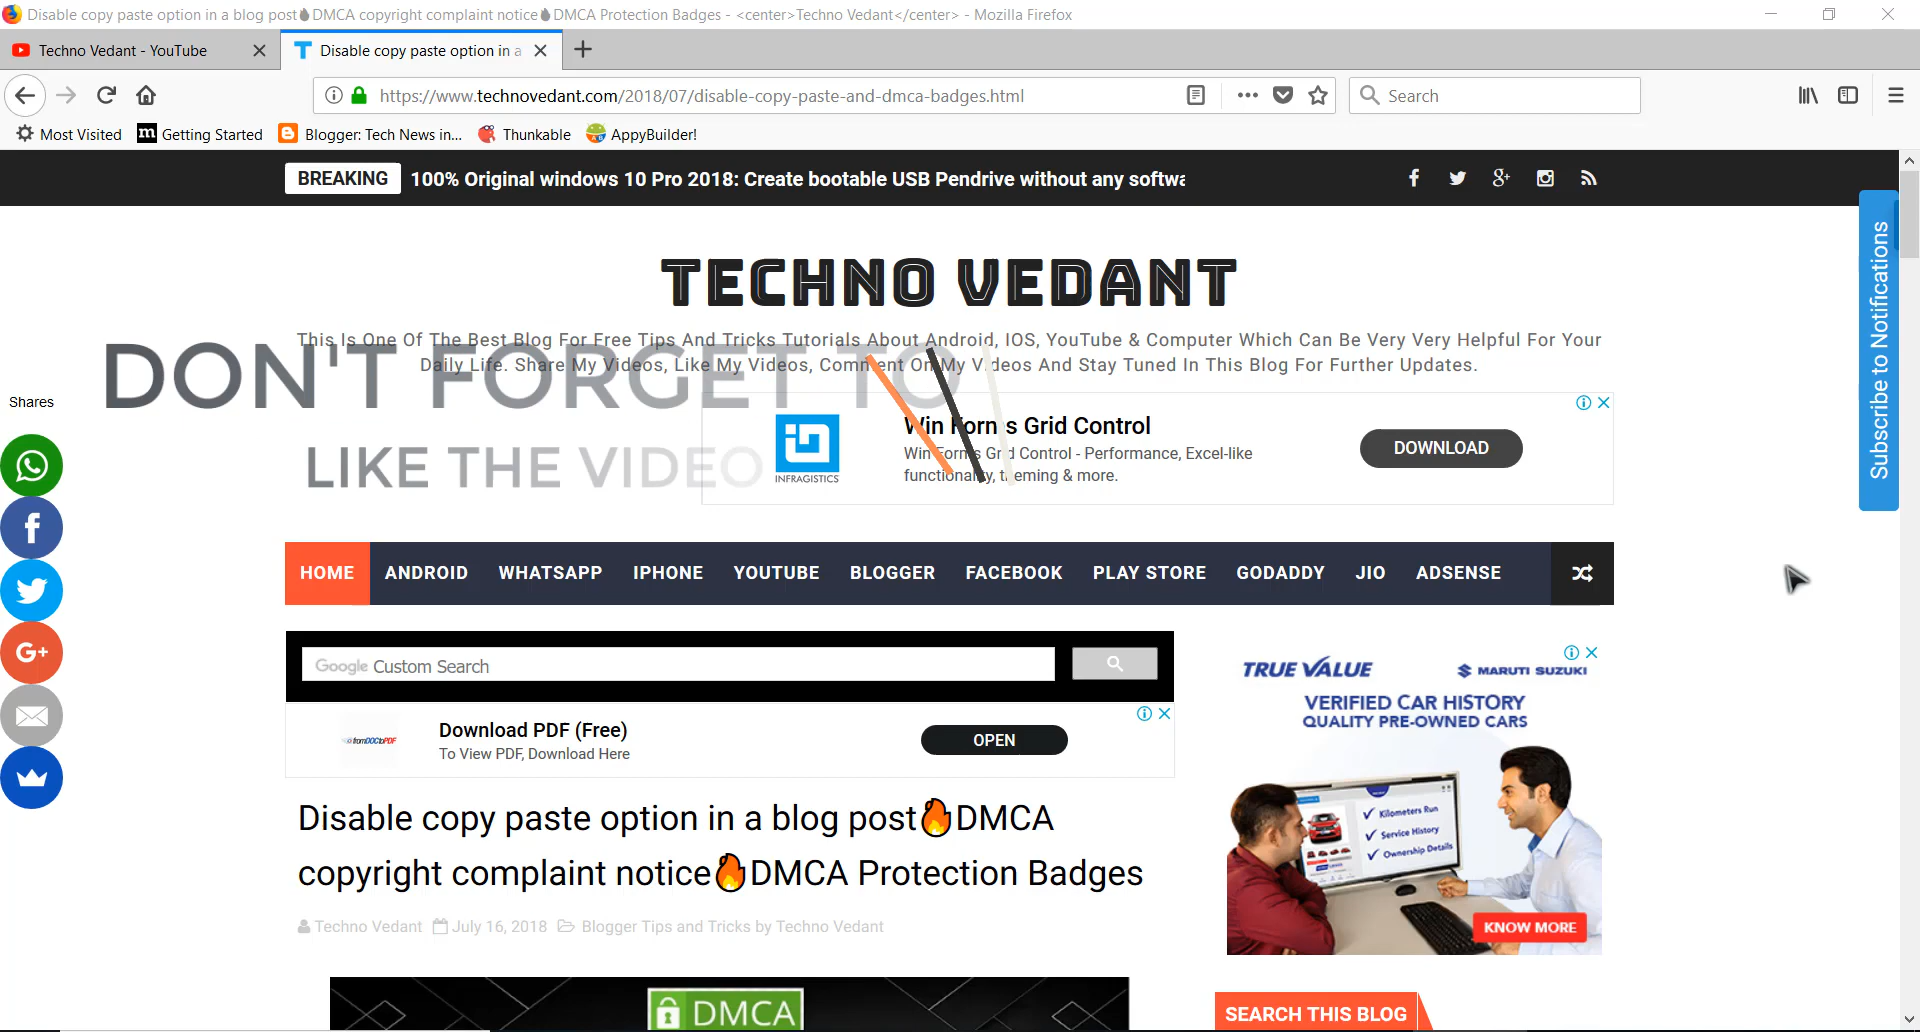 Disable copy paste option in a blog post🔥DMCA copyright complaint notice🔥DMCA Protection Badges - <center>Techno Vedant</center> - Mozilla Firefox
Techno Vedant - YouTube
Disable copy paste option in a
https://www.technovedant.com/2018/07/disable-copy-paste-and-dmca-badges.html
Search
Most Visited
m Getting Started
Blogger: Tech News in...
Thunkable
AppyBuilder!
BREAKING
100% Original windows 10 Pro 2018: Create bootable USB Pendrive without any softwa
TECHNO VEDANT
This Is One Of The Best Blog For Free Tips And Tricks Tutorials About Android, IOS, YouTube & Computer Which Can Be Very Very Helpful For Your
Daily Life. Share My Videos, Like My Videos, Comment On My Videos And Stay Tuned In This Blog For Further Updates.
DON'T FORGET TO
LIKE THE VIDEO
Shares
Subscribe to Notifications
INFRAGISTICS
Win Forms Grid Control
Win Forms Grid Control - Performance, Excel-like
functionality, theming & more.
DOWNLOAD
HOME
ANDROID
WHATSAPP
IPHONE
YOUTUBE
BLOGGER
FACEBOOK
PLAY STORE
GODADDY
JIO
ADSENSE
G+
Google Custom Search
fromDOCtoPDF
Download PDF (Free)
To View PDF, Download Here
OPEN
TRUE VALUE
MARUTI SUZUKI
VERIFIED CAR HISTORY
QUALITY PRE-OWNED CARS
Kilometers Run
Service History
Ownership Details
KNOW MORE
Disable copy paste option in a blog post🔥DMCA
copyright complaint notice🔥DMCA Protection Badges
Techno Vedant
July 16, 2018
Blogger Tips and Tricks by Techno Vedant
DMCA
SEARCH THIS BLOG